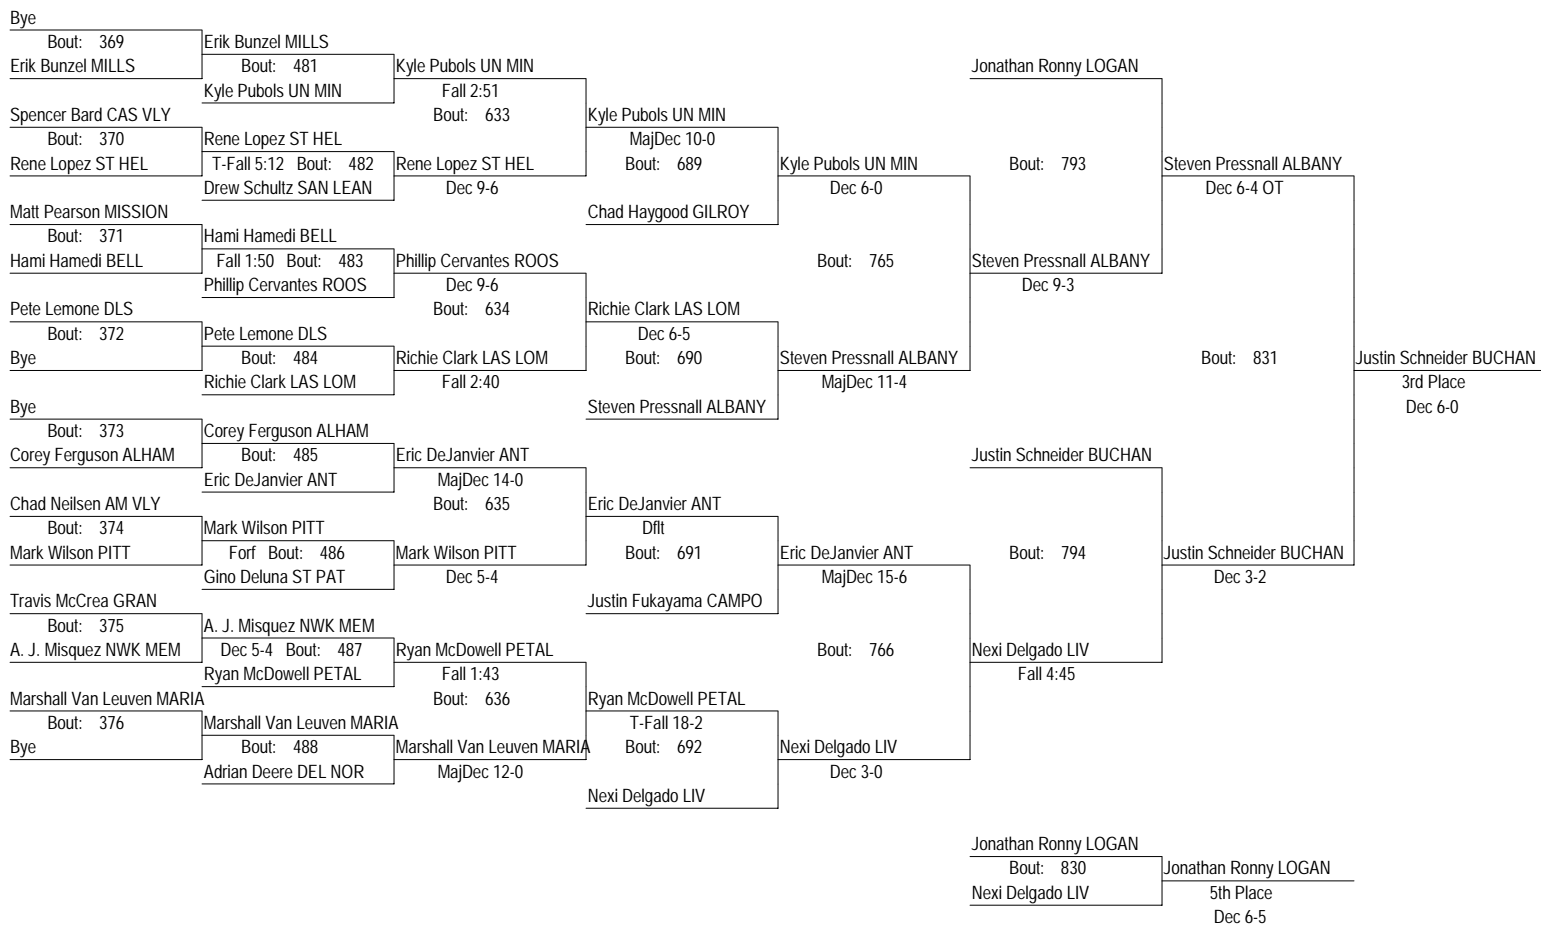 Bye
Bout: 369
Erik Bunzel MILLS
Erik Bunzel MILLS
Bout: 481
Kyle Pubols UN MIN
Kyle Pubols UN MIN
Fall 2:51
Bout: 633
Spencer Bard CAS VLY
Bout: 370
Rene Lopez ST HEL
Rene Lopez ST HEL
T-Fall 5:12 Bout: 482
Drew Schultz SAN LEAN
Rene Lopez ST HEL
Dec 9-6
Kyle Pubols UN MIN
MajDec 10-0
Bout: 689
Chad Haygood GILROY
Kyle Pubols UN MIN
Dec 6-0
Matt Pearson MISSION
Bout: 371
Hami Hamedi BELL
Hami Hamedi BELL
Fall 1:50 Bout: 483
Phillip Cervantes ROOS
Phillip Cervantes ROOS
Dec 9-6
Bout: 634
Pete Lemone DLS
Bout: 372
Bye
Pete Lemone DLS
Bout: 484
Richie Clark LAS LOM
Richie Clark LAS LOM
Fall 2:40
Richie Clark LAS LOM
Dec 6-5
Bout: 690
Steven Pressnall ALBANY
Steven Pressnall ALBANY
MajDec 11-4
Bout: 765
Jonathan Ronny LOGAN
Bout: 793
Steven Pressnall ALBANY
Dec 9-3
Steven Pressnall ALBANY
Dec 6-4 OT
Bye
Bout: 373
Corey Ferguson ALHAM
Corey Ferguson ALHAM
Bout: 485
Eric DeJanvier ANT
Eric DeJanvier ANT
MajDec 14-0
Bout: 635
Chad Neilsen AM VLY
Bout: 374
Mark Wilson PITT
Mark Wilson PITT
Forf Bout: 486
Gino Deluna ST PAT
Mark Wilson PITT
Dec 5-4
Eric DeJanvier ANT
Dflt
Bout: 691
Justin Fukayama CAMPO
Eric DeJanvier ANT
MajDec 15-6
Travis McCrea GRAN
Bout: 375
A. J. Misquez NWK MEM
A. J. Misquez NWK MEM
Dec 5-4 Bout: 487
Ryan McDowell PETAL
Ryan McDowell PETAL
Fall 1:43
Bout: 636
Marshall Van Leuven MARIA
Bout: 376
Bye
Marshall Van Leuven MARIA
Bout: 488
Adrian Deere DEL NOR
Marshall Van Leuven MARIA
MajDec 12-0
Ryan McDowell PETAL
T-Fall 18-2
Bout: 692
Nexi Delgado LIV
Nexi Delgado LIV
Dec 3-0
Bout: 766
Justin Schneider BUCHAN
Bout: 794
Nexi Delgado LIV
Fall 4:45
Justin Schneider BUCHAN
Dec 3-2
Bout: 831
Justin Schneider BUCHAN
3rd Place
Dec 6-0
Jonathan Ronny LOGAN
Bout: 830
Nexi Delgado LIV
Jonathan Ronny LOGAN
5th Place
Dec 6-5